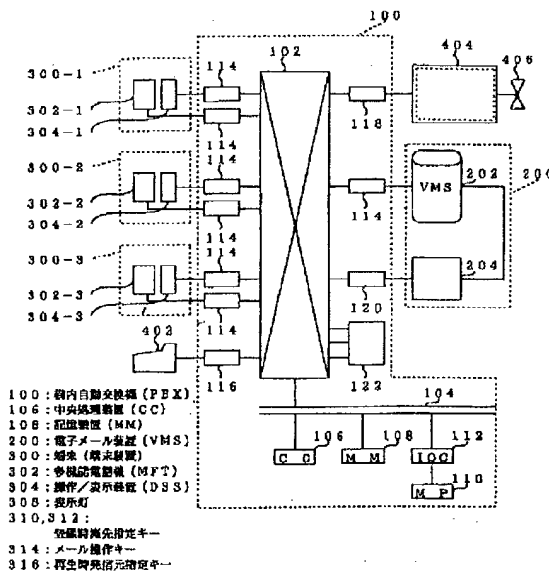 100
102
404
406
300-1
114
302-1
304-1
114
118
300-2
114
302-2
304-2
114
VMS
202
200
114
300-3
114
302-3
304-3
114
204
120
402
116
122
104
106
108
112
CC
MM
IOC
110
MP
100：構内自動交換機(PBX)
106：中央処理装置(CC)
108：記憶装置(MM)
200：電子メール装置(VMS)
300：端末(端末装置)
302：多機能電話機(MFT)
304：操作/表示装置(DSS)
308：表示灯
310,312：
登録時宛先指定キー
314：メール操作キー
316：再生時発信元指定キー